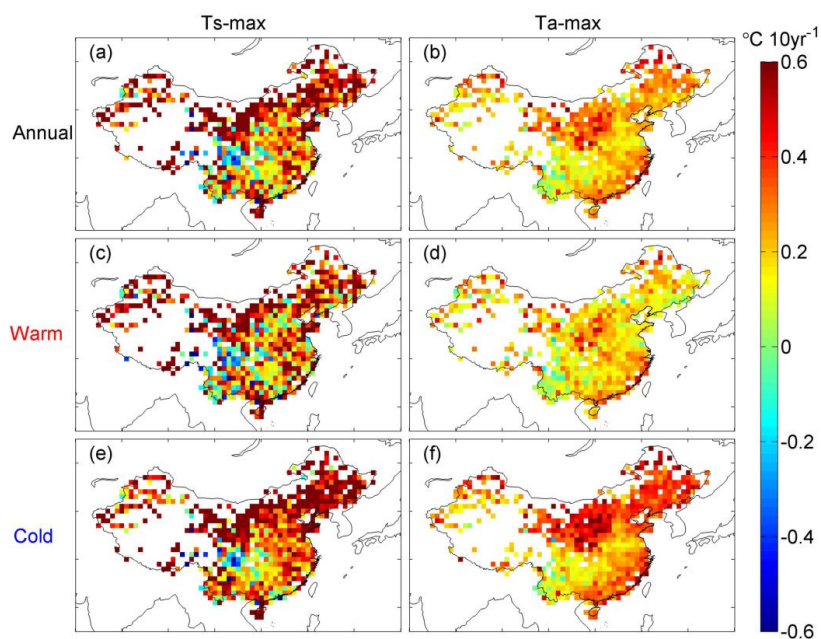 Ts-max Ta-max
°C 10yr⁻¹
(a) (b)
Annual
(c) (d)
Warm
(e) (f)
Cold
0.6
0.4
0.2
0
-0.2
-0.4
-0.6